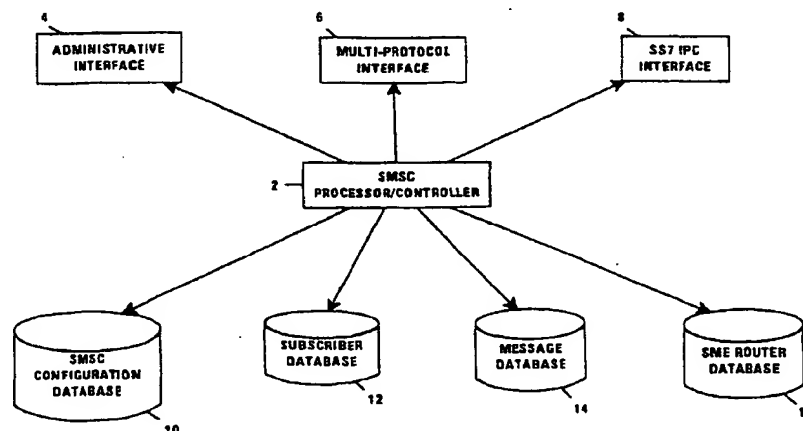 4
6
8
ADMINISTRATIVE
INTERFACE
MULTI-PROTOCOL
INTERFACE
SS7 IPC
INTERFACE
2
SMSC
PROCESSOR/CONTROLLER
SMSC
CONFIGURATION
DATABASE
SUBSCRIBER
DATABASE
MESSAGE
DATABASE
SME ROUTER
DATABASE
12
14